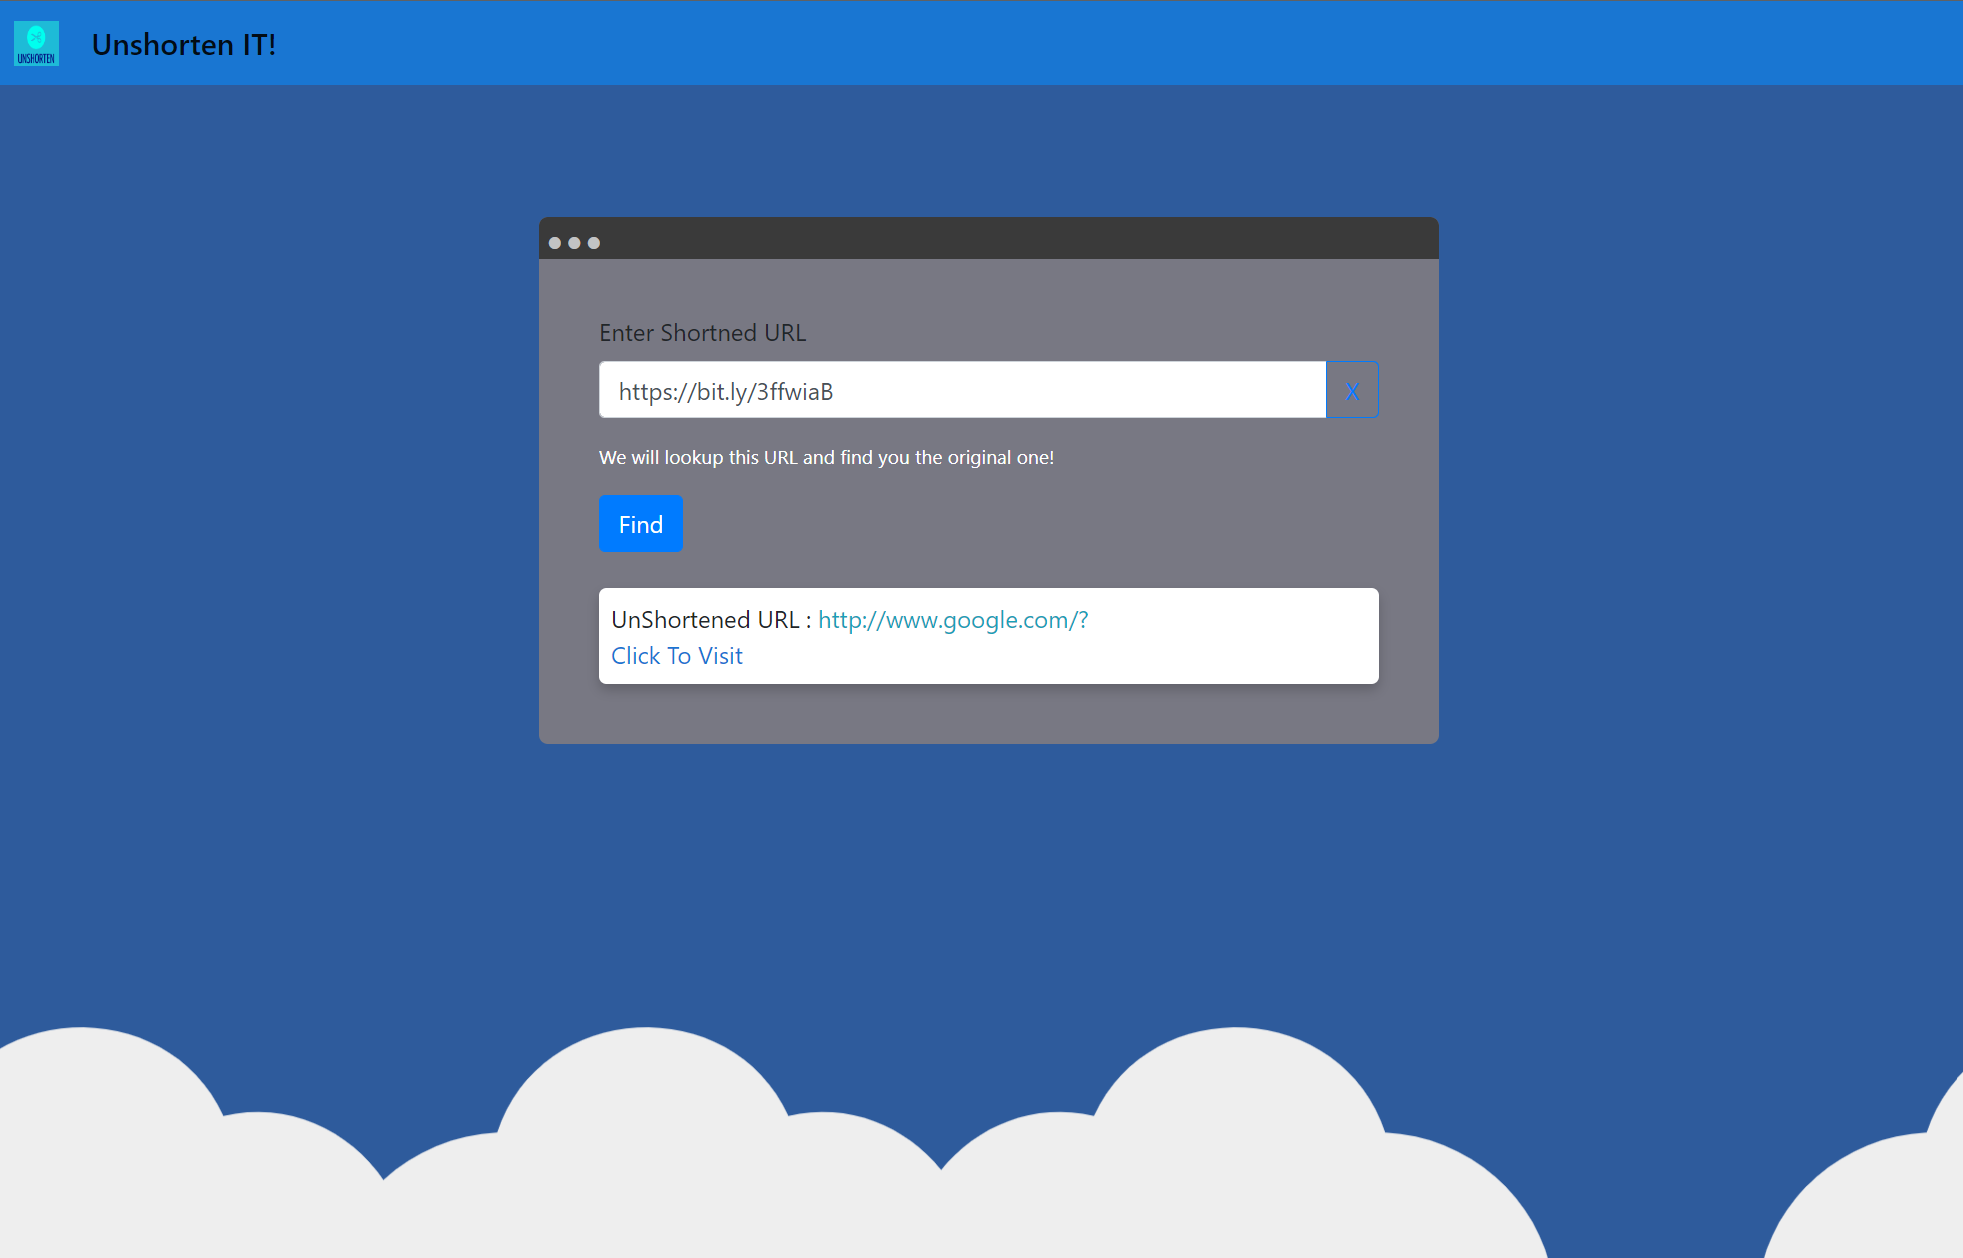 UNSHORTEN
Unshorten IT!
Enter Shortned URL
https://bit.ly/3ffwiaB
X
We will lookup this URL and find you the original one!
Find
UnShortened URL : http://www.google.com/?
Click To Visit